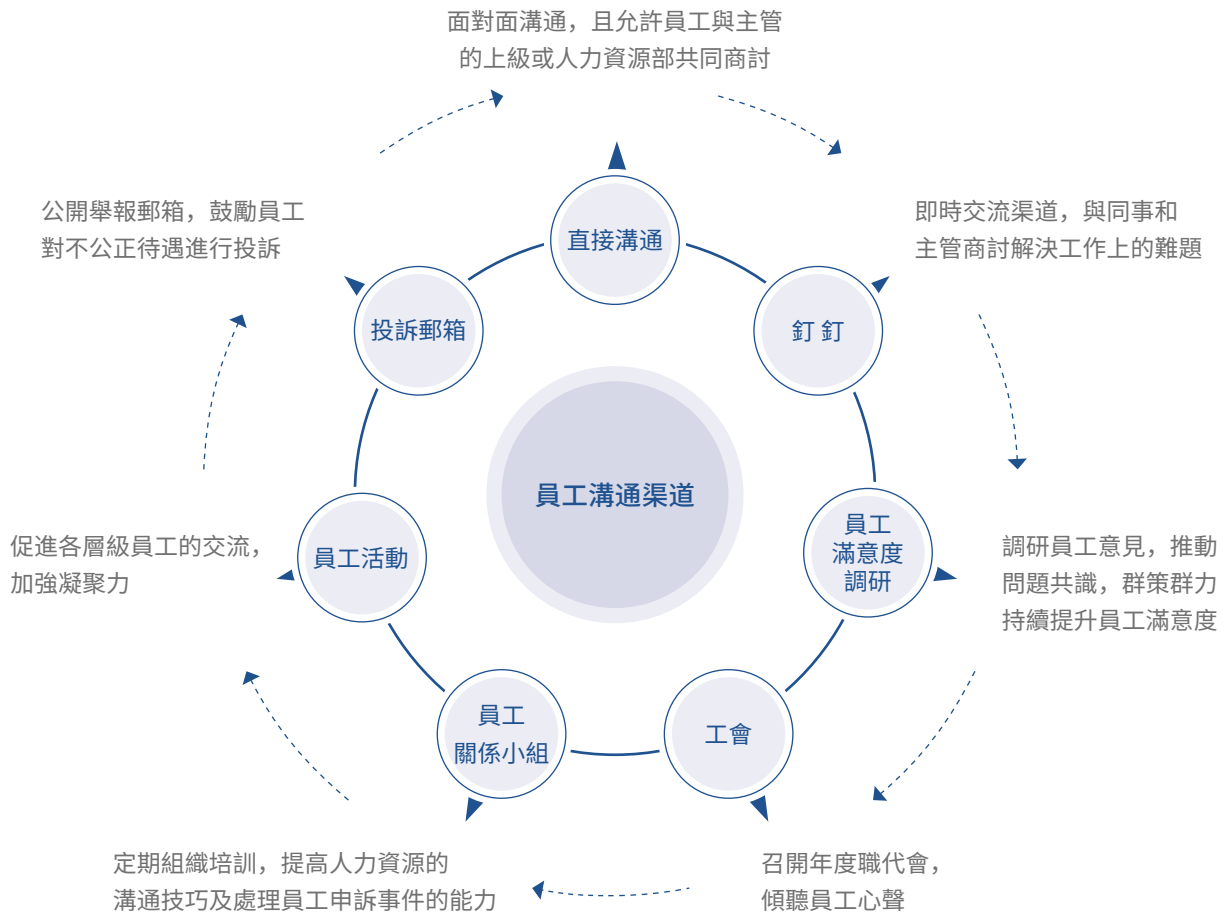 面對面溝通，且允許員工與主管
的上級或人力資源部共同商討
直接溝通
即時交流渠道，與同事和
主管商討解決工作上的難題
釘 釘
調研員工意見，推動
問題共識，群策群力
持續提升員工滿意度
員工
滿意度
調研
召開年度職代會，
傾聽員工心聲
工會
定期組織培訓，提高人力資源的
溝通技巧及處理員工申訴事件的能力
員工
關係小組
促進各層級員工的交流，
加強凝聚力
員工活動
公開舉報郵箱，鼓勵員工
對不公正待遇進行投訴
投訴郵箱
員工溝通渠道